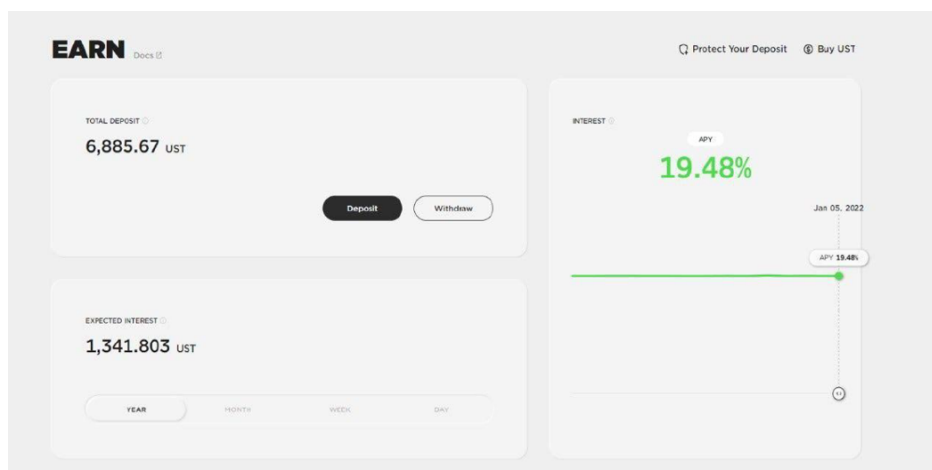 EARN Docs
Protect Your Deposit Buy UST
TOTAL DEPOSIT
6,885.67 UST
Deposit Withdraw
EXPECTED INTEREST
1,341.803 UST
YEAR MONTH WEEK DAY
INTEREST
APY
19.48%
Jan 05, 2022
APY 19.48%